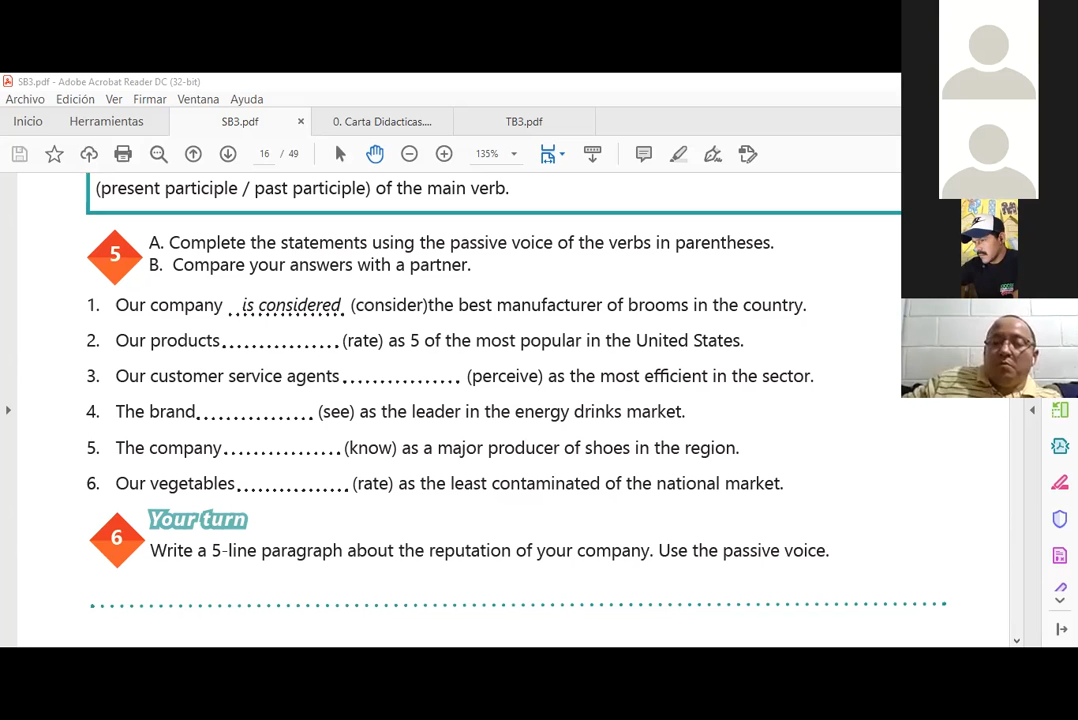 SB3.pdf - Adobe Acrobat Reader DC (32-bit)
Archivo Edición Ver Firmar Ventana Ayuda
Inicio Herramientas SB3.pdf × 0. Carta Didacticas.... TB3.pdf
16 / 49 135%
(present participle / past participle) of the main verb.
5 A. Complete the statements using the passive voice of the verbs in parentheses.
B. Compare your answers with a partner.
1. Our company is considered (consider)the best manufacturer of brooms in the country.
2. Our products................(rate) as 5 of the most popular in the United States.
3. Our customer service agents................ (perceive) as the most efficient in the sector.
4. The brand................ (see) as the leader in the energy drinks market.
5. The company ................(know) as a major producer of shoes in the region.
6. Our vegetables................(rate) as the least contaminated of the national market.
Your turn
6 Write a 5-line paragraph about the reputation of your company. Use the passive voice.